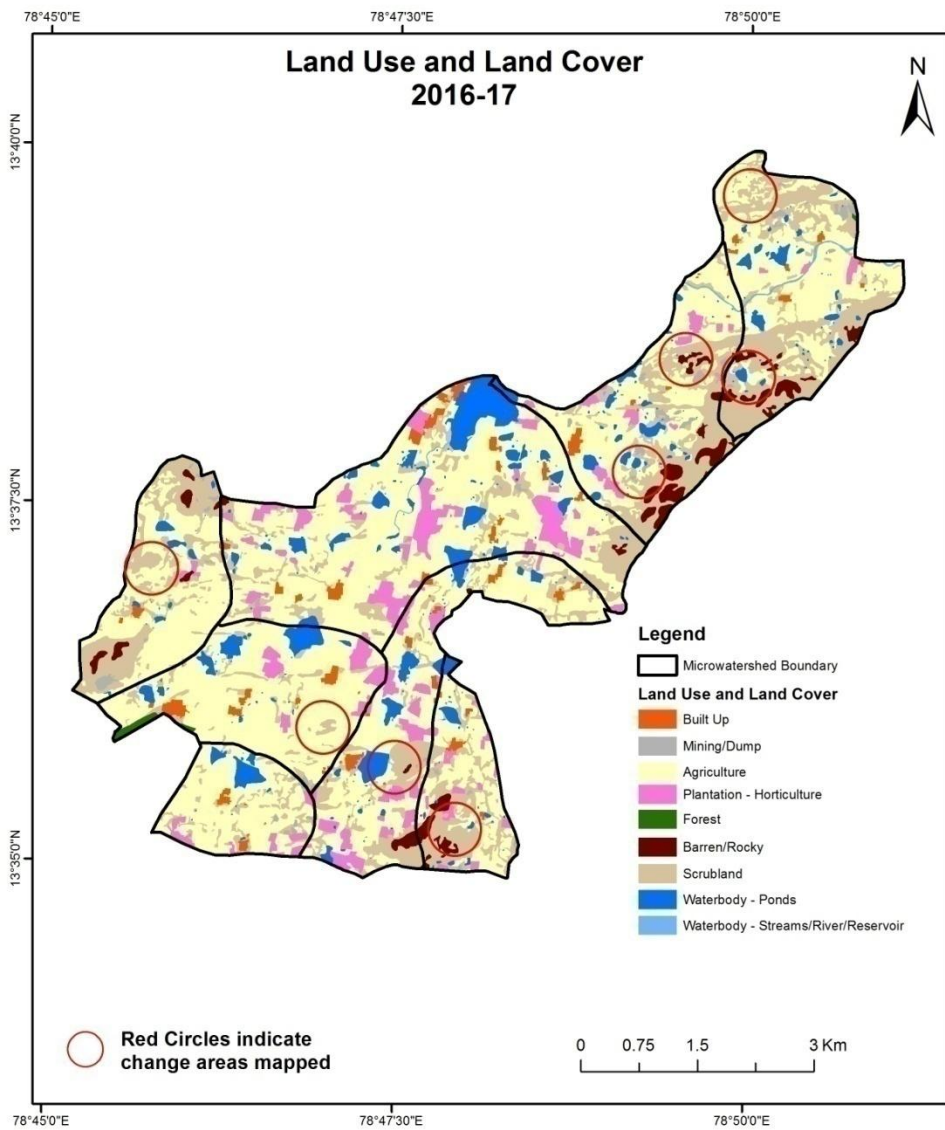 78°45'0"E 78°47'30"E 78°50'0"E
Land Use and Land Cover
2016-17
N
13°40'0"N
13°37'30"N
13°35'0"N
Legend
Microwatershed Boundary
Land Use and Land Cover
Built Up
Mining/Dump
Agriculture
Plantation - Horticulture
Forest
Barren/Rocky
Scrubland
Waterbody - Ponds
Waterbody - Streams/River/Reservoir
Red Circles indicate
change areas mapped
0 0.75 1.5 3 Km
78°45'0"E 78°47'30"E 78°50'0"E